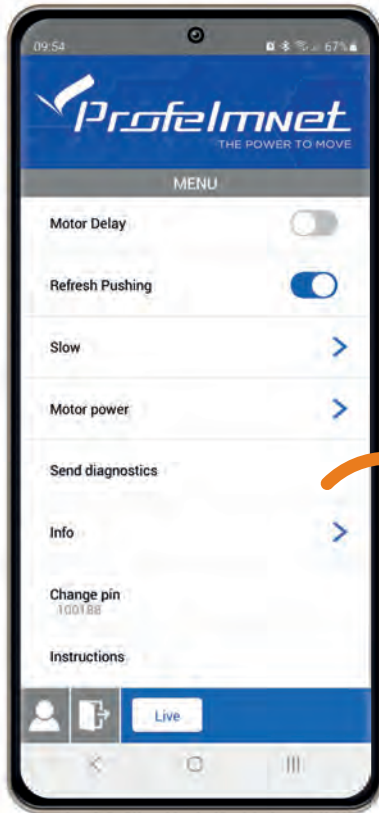 09:54
67%
Profelmnet
THE POWER TO MOVE
MENU
Motor Delay
Refresh Pushing
Slow
Motor power
Send diagnostics
Info
Change pin
100188
Instructions
Live